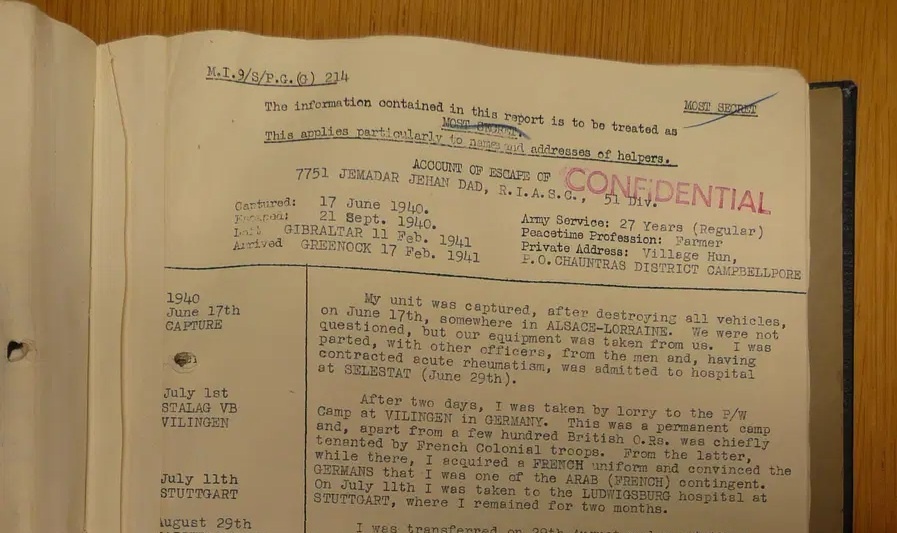 M.I.9/S/P.G.(G) 214
MOST SECRET
The information contained in this report is to be treated as
MOST SECRET.
This applies particularly to names and addresses of helpers.
ACCOUNT OF ESCAPE OF
CONFIDENTIAL
7751 JEMADAR JEHAN DAD, R.I.A.S.C., 51 Div.
Captured: 17 June 1940.
Escaped: 21 Sept. 1940.
Left GIBRALTAR 11 Feb. 1941
Arrived GREENOCK 17 Feb. 1941
Army Service: 27 Years (Regular)
Peacetime Profession: Farmer
Private Address: Village Hun,
P.O. CHAUNTRAS DISTRICT CAMPBELLPORE
1940
June 17th
CAPTURE
My unit was captured, after destroying all vehicles,
on June 17th, somewhere in ALSACE-LORRAINE. We were not
questioned, but our equipment was taken from us. I was
parted, with other officers, from the men and, having
contracted acute rheumatism, was admitted to hospital
at SELESTAT (June 29th).
July 1st
STALAG VB
VILINGEN
After two days, I was taken by lorry to the P/W
Camp at VILINGEN in GERMANY. This was a permanent camp
and, apart from a few hundred British O.Rs. was chiefly
tenanted by French Colonial troops. From the latter,
while there, I acquired a FRENCH uniform and convinced the
GERMANS that I was one of the ARAB (FRENCH) contingent.
On July 11th I was taken to the LUDWIGSBURG hospital at
STUTTGART, where I remained for two months.
July 11th
STUTTGART
August 29th
I was transferred on 29th